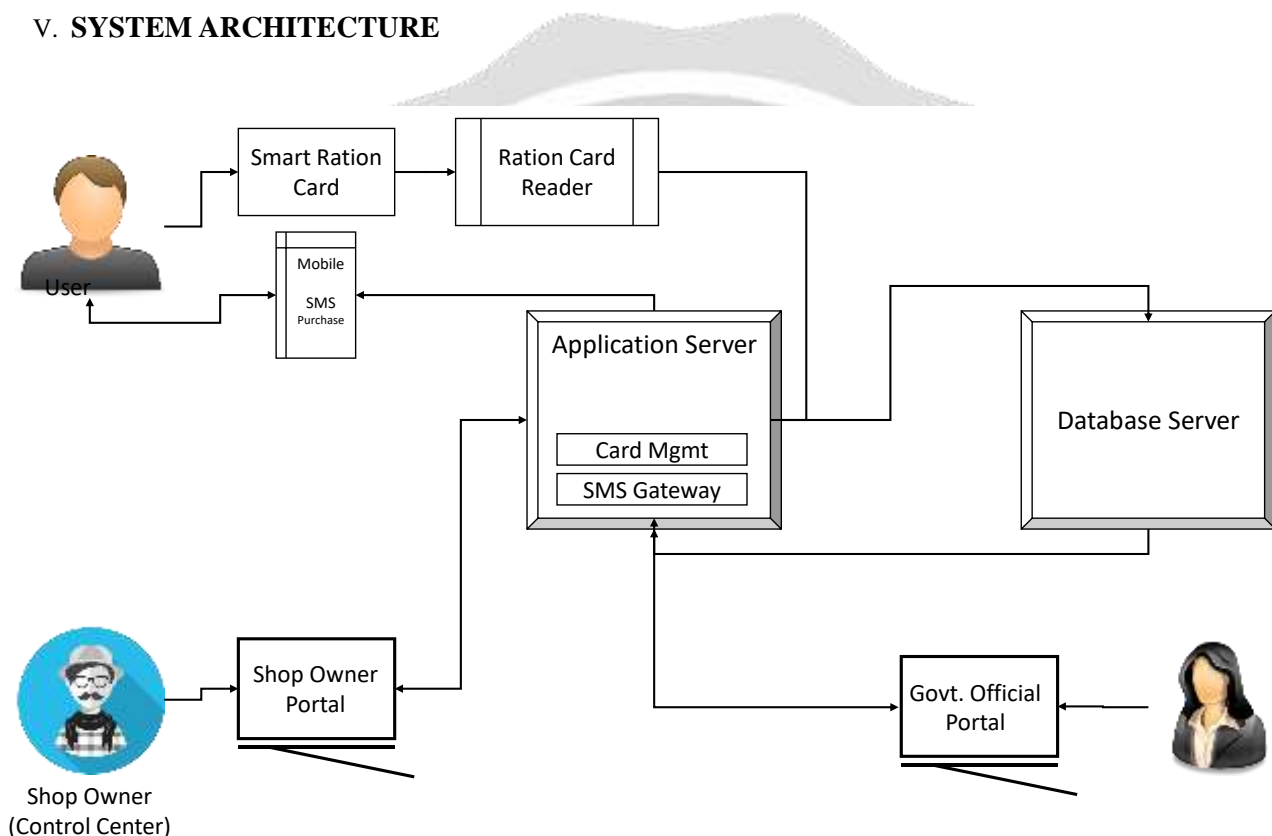 V. SYSTEM ARCHITECTURE
Smart Ration
Card
Ration Card
Reader
User
Mobile
SMS
Purchase
Application Server
Card Mgmt
SMS Gateway
Database Server
Shop Owner
Portal
Govt. Official
Portal
Shop Owner
(Control Center)